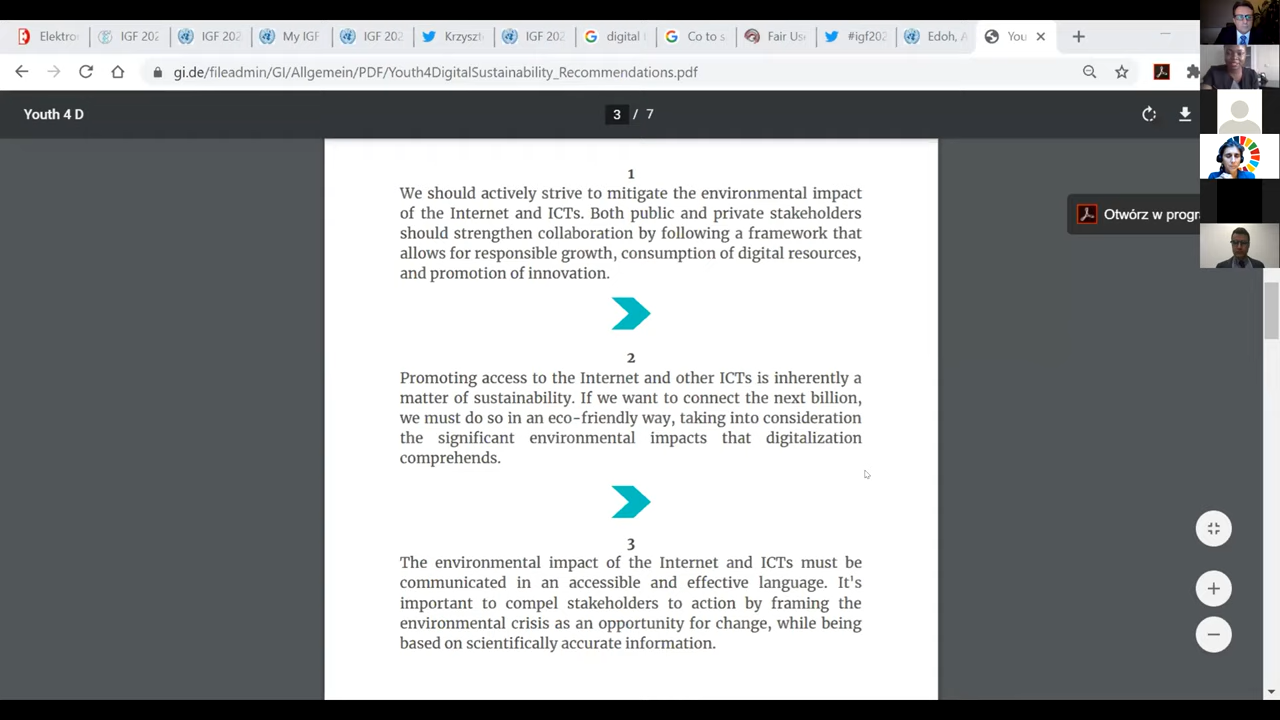 Elektro
IGF 202
IGF 202
My IGF
IGF 202
Krzyszt
IGF 202
digital
Co to s
Fair Us
#igf202
Edoh, A
You
gi.de/fileadmin/GI/Allgemein/PDF/Youth4DigitalSustainability_Recommendations.pdf
Youth 4 D
3 / 7
Otwórz w progra
1
We should actively strive to mitigate the environmental impact
of the Internet and ICTs. Both public and private stakeholders
should strengthen collaboration by following a framework that
allows for responsible growth, consumption of digital resources,
and promotion of innovation.
2
Promoting access to the Internet and other ICTs is inherently a
matter of sustainability. If we want to connect the next billion,
we must do so in an eco-friendly way, taking into consideration
the significant environmental impacts that digitalization
comprehends.
3
The environmental impact of the Internet and ICTs must be
communicated in an accessible and effective language. It's
important to compel stakeholders to action by framing the
environmental crisis as an opportunity for change, while being
based on scientifically accurate information.